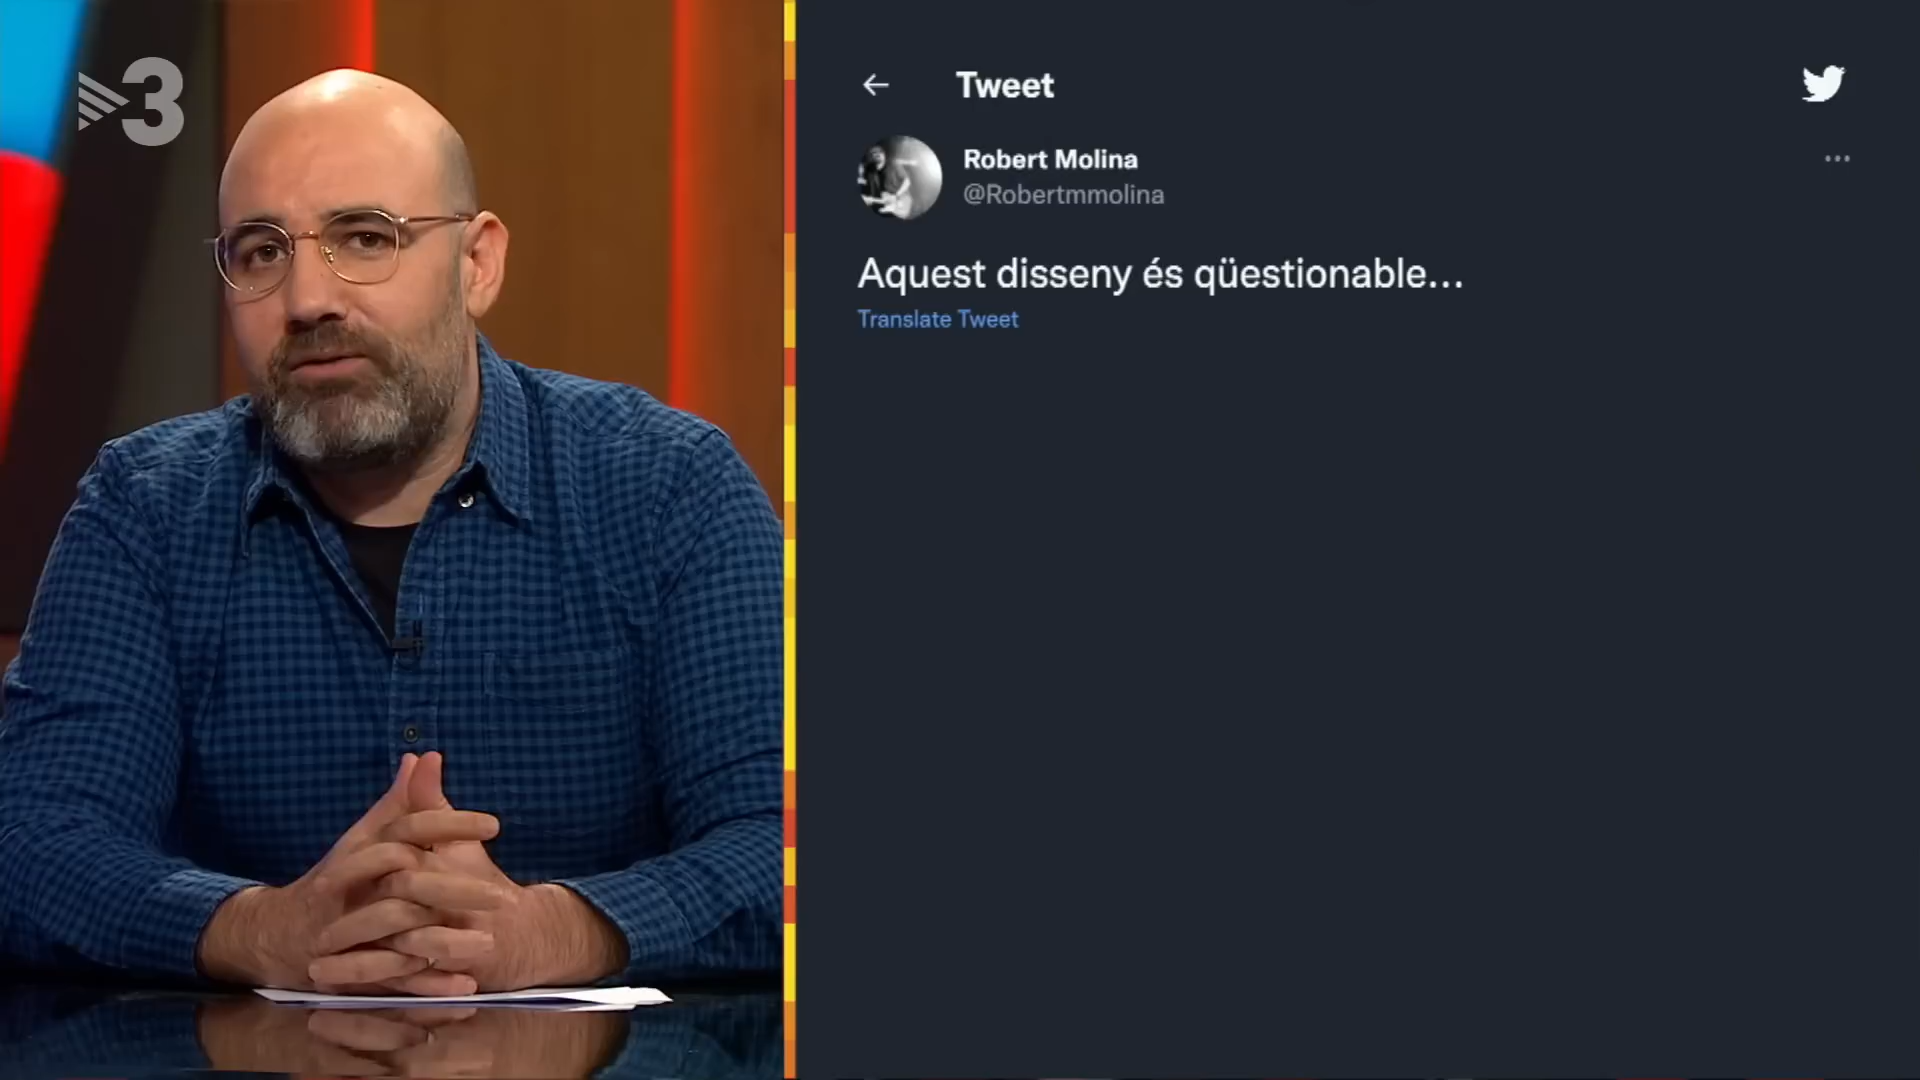 3
Tweet
Robert Molina
@Robertmmolina
Aquest disseny és qüestionable...
Translate Tweet